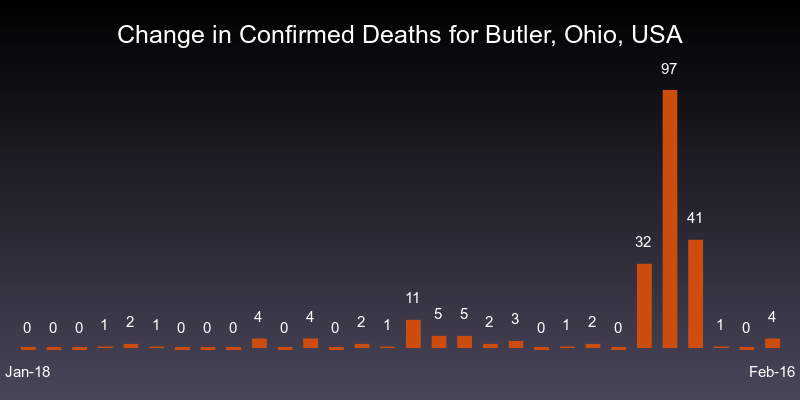 Change in Confirmed Deaths for Butler, Ohio, USA
97
41
32
11
0 0 0 1 2 1 0 0 0 4 0 4 0 2 1 5 5 2 3 0 1 2 0 1 0 4
Jan-18 Feb-16